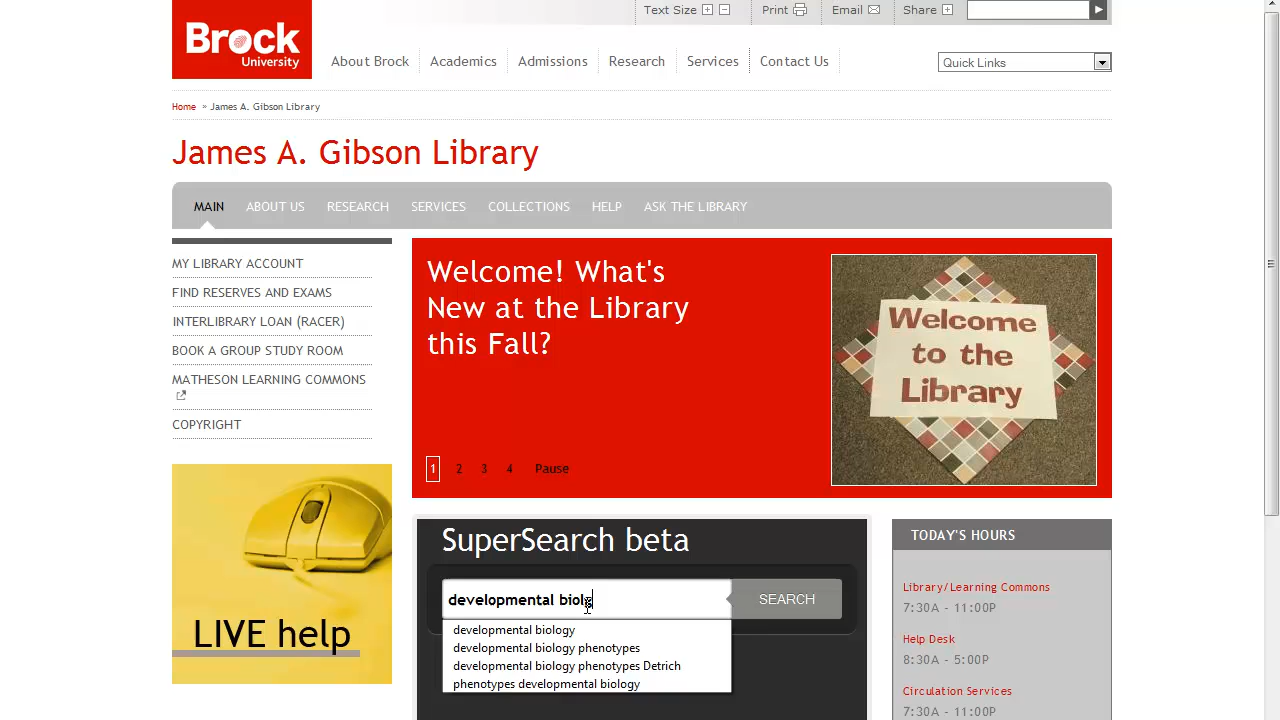 Text Size
Print
Email
Share
Brock
University
About Brock
Academics
Admissions
Research
Services
Contact Us
Quick Links
Home » James A. Gibson Library
James A. Gibson Library
MAIN
ABOUT US
RESEARCH
SERVICES
COLLECTIONS
HELP
ASK THE LIBRARY
MY LIBRARY ACCOUNT
FIND RESERVES AND EXAMS
INTERLIBRARY LOAN (RACER)
BOOK A GROUP STUDY ROOM
MATHESON LEARNING COMMONS
COPYRIGHT
LIVE help
Welcome! What's
New at the Library
this Fall?
1 2 3 4 Pause
Welcome
to the
Library
SuperSearch beta
developmental biolo
SEARCH
developmental biology
developmental biology phenotypes
developmental biology phenotypes Detrich
phenotypes developmental biology
TODAY'S HOURS
Library/Learning Commons
7:30A - 11:00P
Help Desk
8:30A - 5:00P
Circulation Services
7:30A - 11:00P